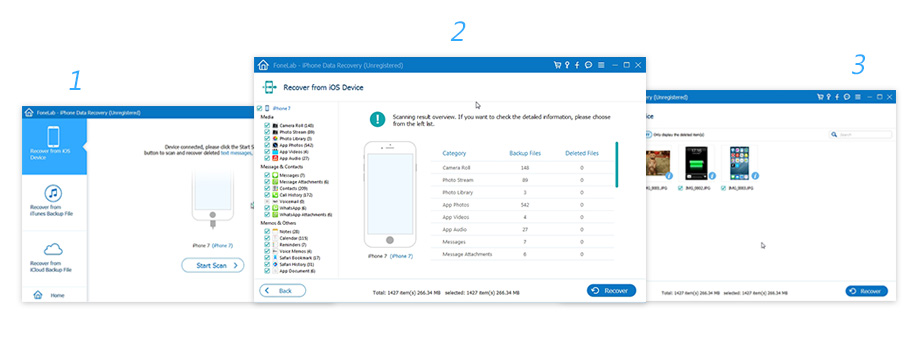 1
2
3
FoneLab - iPhone Data Recovery (Unregistered)
Recover from iOS
Device
Recover from
iTunes Backup File
Recover from
iCloud Backup File
Home
Device connected, please click the Start S
button to scan and recover deleted text messages,
iPhone 7 (iPhone 7)
Start Scan
FoneLab - iPhone Data Recovery (Unregistered)
Recover from iOS Device
iPhone 7
Media
Camera Roll (148)
Photo Stream (89)
Photo Library (3)
App Photos (542)
App Videos (4)
App Audio (27)
Message & Contacts
Messages (7)
Message Attachments (6)
Contacts (209)
Call History (172)
Voicemail (0)
WhatsApp (6)
WhatsApp Attachments (6)
Memos & Others
Notes (28)
Calendar (115)
Reminders (7)
Voice Memos (4)
Safari Bookmark (17)
Safari History (31)
App Document (6)
Scanning result overview. If you want to check the detailed information, please choose
from the left list.
iPhone 7 (iPhone 7)
Category Backup Files Deleted Files
Camera Roll 148 0
Photo Stream 89 0
Photo Library 3 0
App Photos 542 0
App Videos 4 0
App Audio 27 0
Messages 7 0
Message Attachments 6 0
Back
Total: 1427 item(s) 266.34 MB selected: 1427 item(s) 266.34 MB
Recover
ecovery (Unregistered)
ice
Only display the deleted item(s)
Search
IMG_0001.JPG
IMG_0002.JPG
IMG_0003.JPG
Total: 1427 item(s) 266.34 MB selected: 1427 item(s) 266.34 MB
Recover